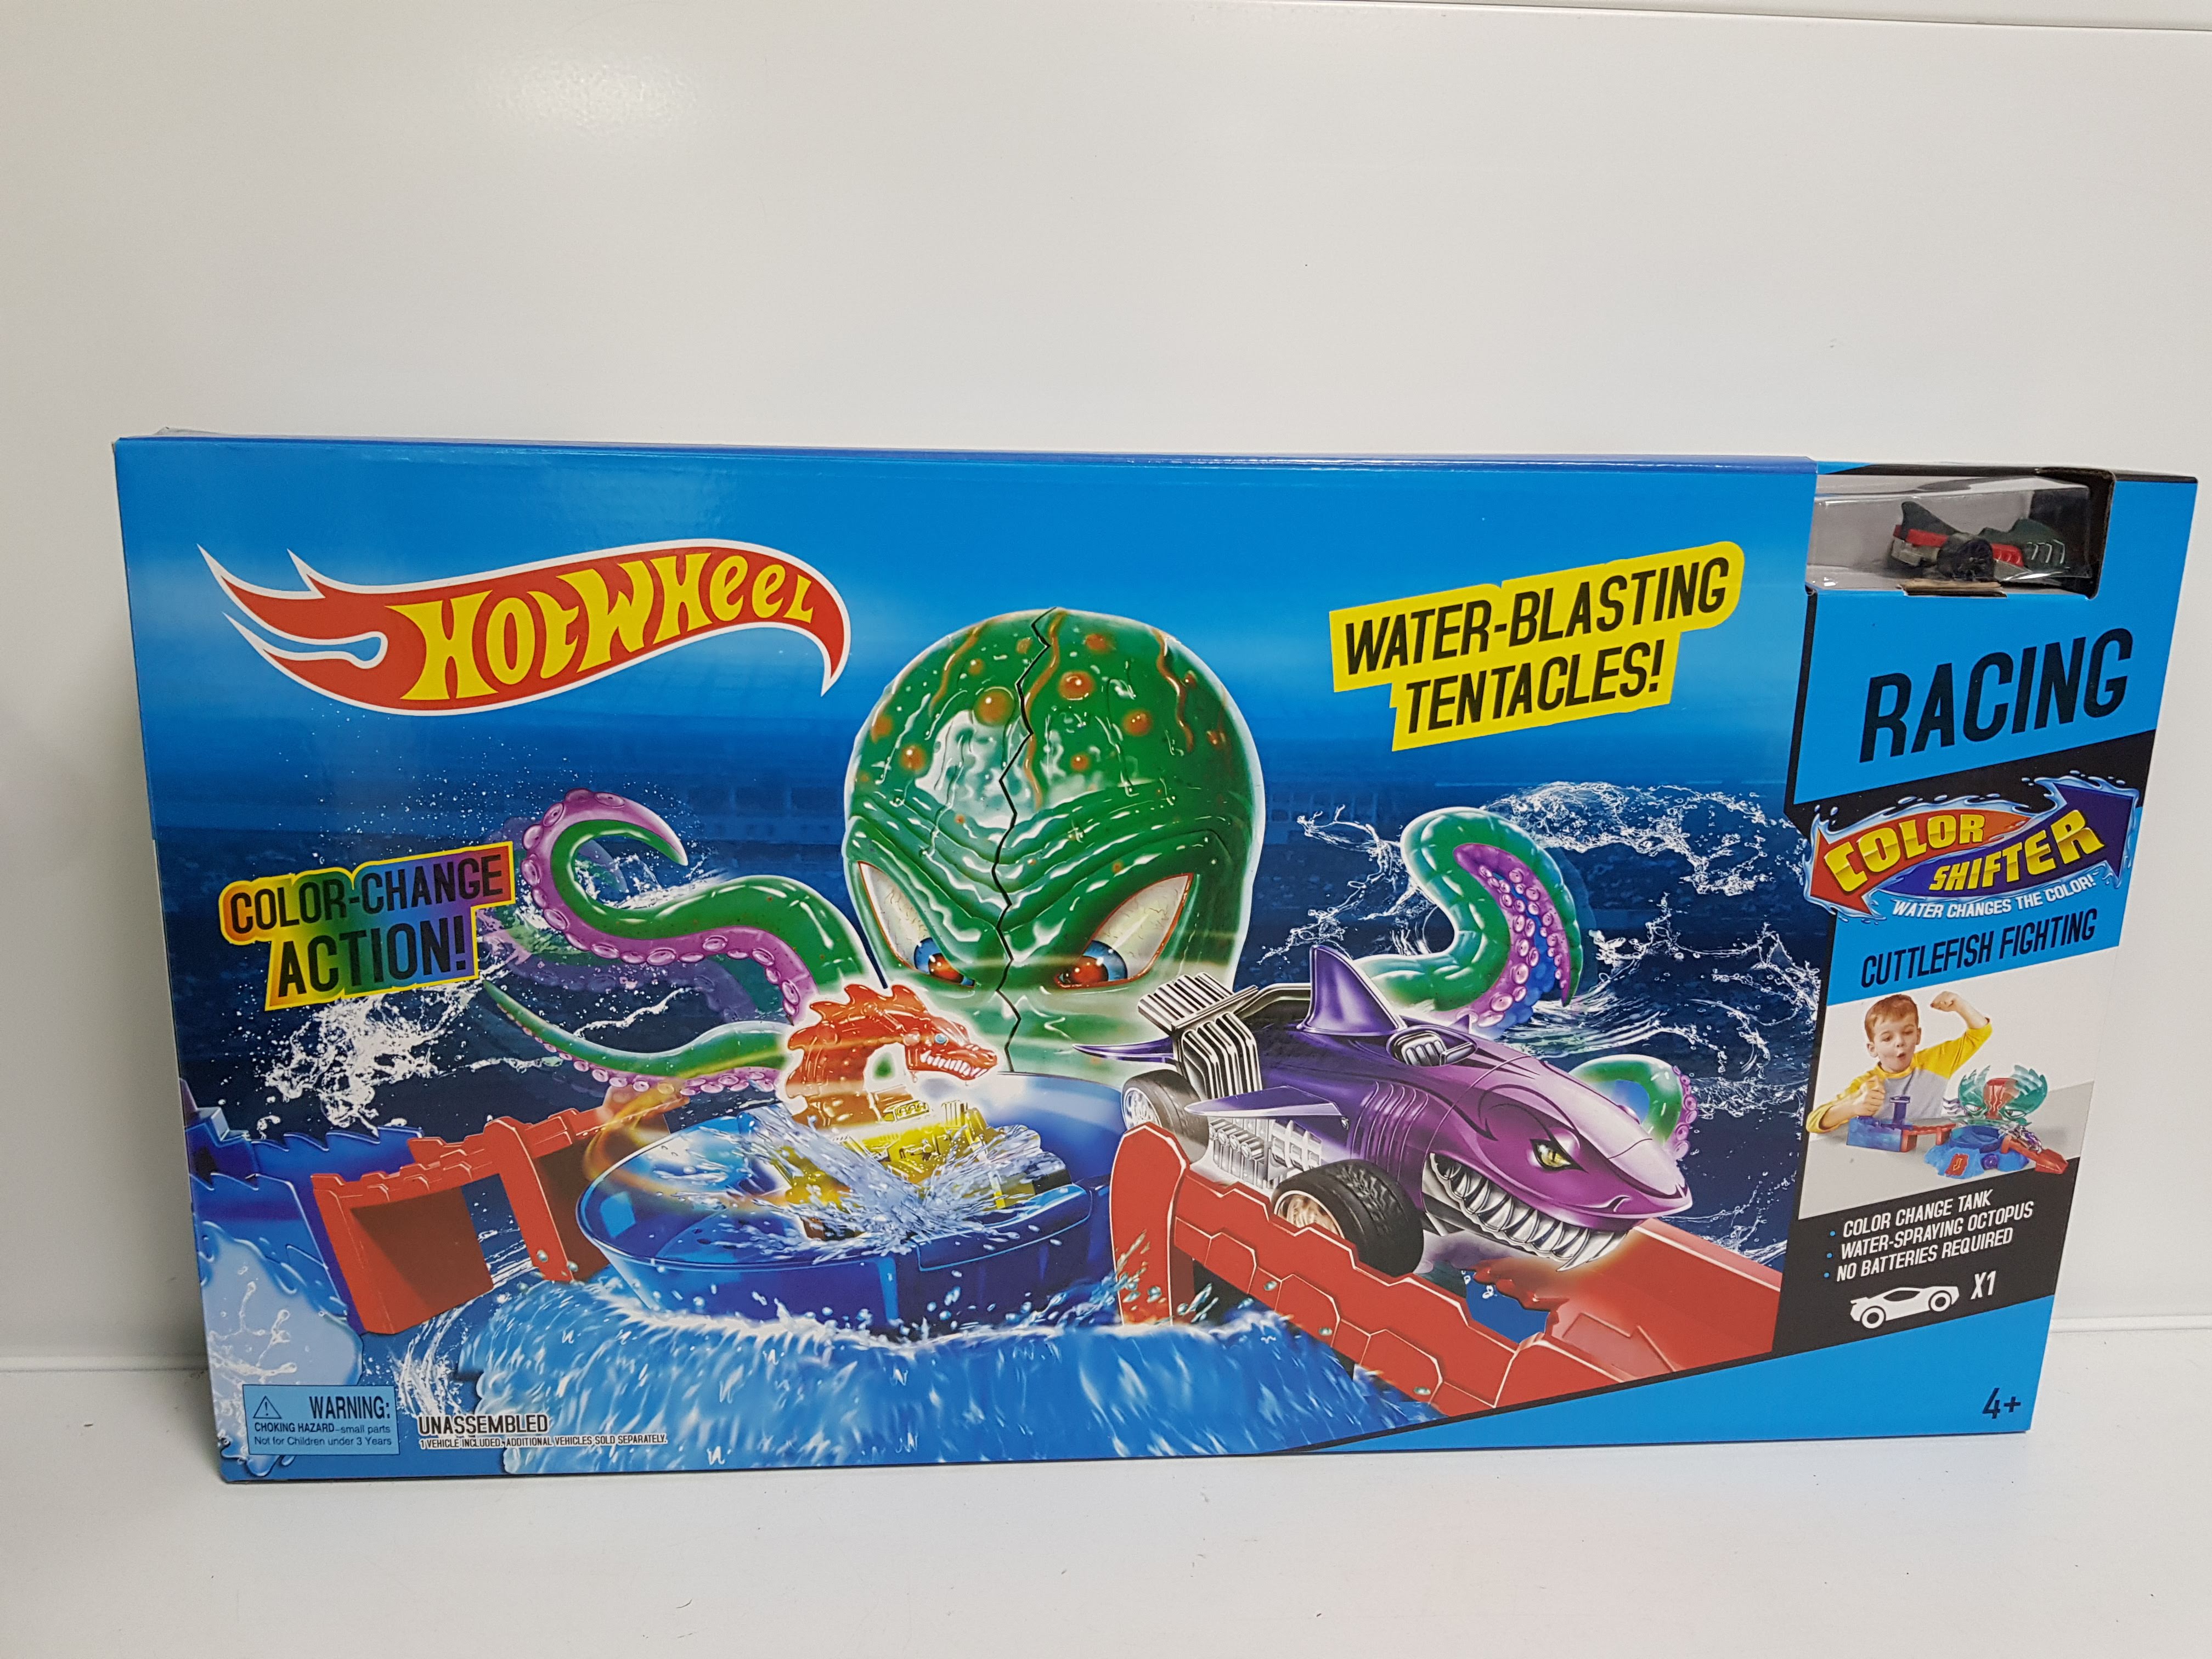 HOTWHEEL
WATER-BLASTING
TENTACLES!
COLOR-CHANGE
ACTION!
WARNING:
CHOKING HAZARD-small parts
Not for Children under 3 Years
UNASSEMBLED
1 VEHICLE INCLUDED. ADDITIONAL VEHICLES SOLD SEPARATELY.
RACING
COLOR
SHIFTER
WATER CHANGES THE COLOR!
CUTTLEFISH FIGHTING
• COLOR CHANGE TANK
• WATER-SPRAYING OCTOPUS
• NO BATTERIES REQUIRED
X1
4+